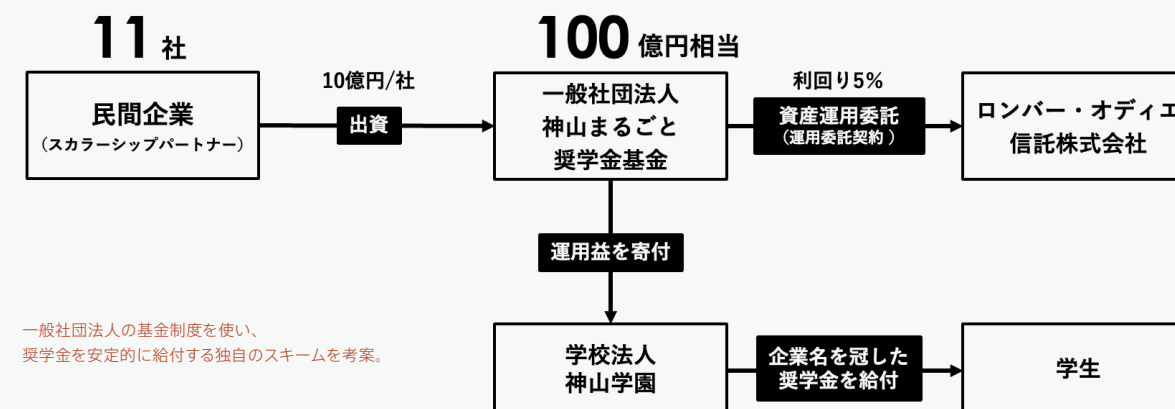 11 社
100 億円相当
民間企業
(スカラーシップパートナー)
10億円/社
出資
一般社団法人
神山まるごと
奨学金基金
利回り5%
資産運用委託
(運用委託契約 )
ロンバー・オディエ
信託株式会社
運用益を寄付
一般社団法人の基金制度を使い、
奨学金を安定的に給付する独自のスキームを考案。
学校法人
神山学園
企業名を冠した
奨学金を給付
学生